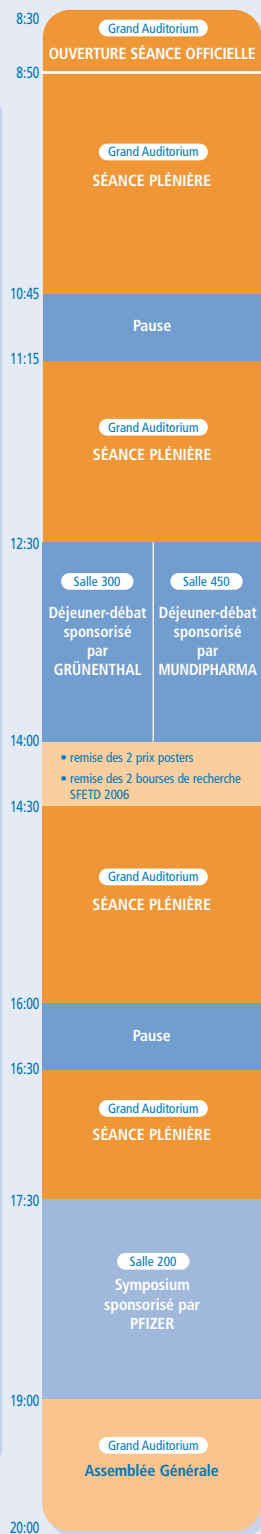 8:30
Grand Auditorium
OUVERTURE SÉANCE OFFICIELLE
8:50
Grand Auditorium
SÉANCE PLÉNIÈRE
10:45
Pause
11:15
Grand Auditorium
SÉANCE PLÉNIÈRE
12:30
Salle 300
Déjeuner-débat
sponsorisé
par
GRÜNENTHAL
Salle 450
Déjeuner-débat
sponsorisé
par
MUNDIPHARMA
14:00
• remise des 2 prix posters
• remise des 2 bourses de recherche
SFETD 2006
14:30
Grand Auditorium
SÉANCE PLÉNIÈRE
16:00
Pause
16:30
Grand Auditorium
SÉANCE PLÉNIÈRE
17:30
Salle 200
Symposium
sponsorisé par
PFIZER
19:00
Grand Auditorium
Assemblée Générale
20:00